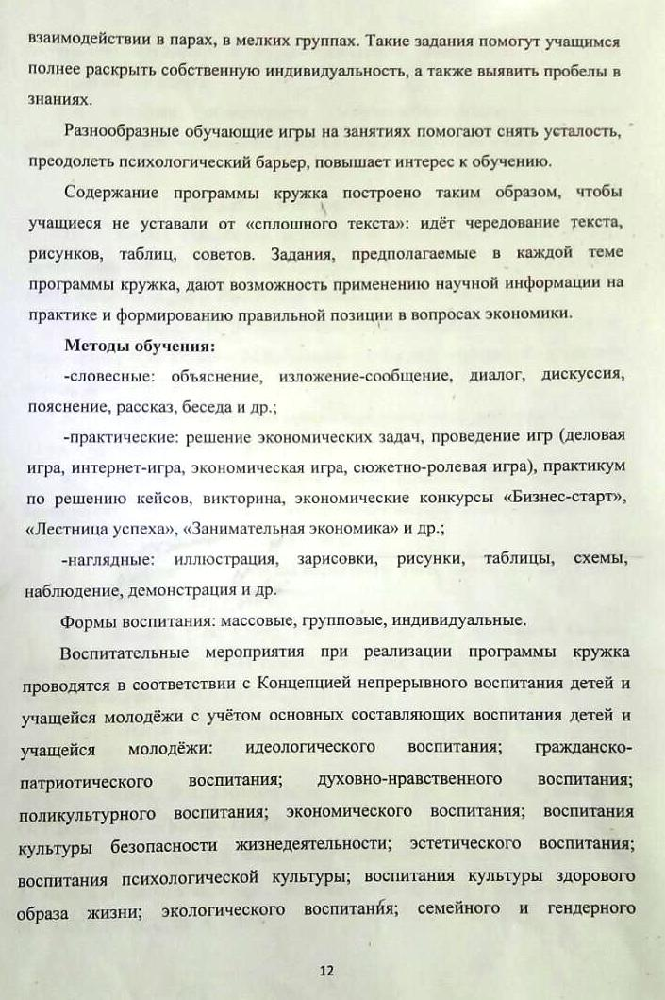 взаимодействии в парах, в мелких группах. Такие задания помогут учащимся
полнее раскрыть собственную индивидуальность, а также выявить пробелы в
знаниях.
Разнообразные обучающие игры на занятиях помогают снять усталость,
преодолеть психологический барьер, повышает интерес к обучению.
Содержание программы кружка построено таким образом, чтобы
учащиеся не уставали от «сплошного текста»: идёт чередование текста,
рисунков, таблиц, советов. Задания, предполагаемые в каждой теме
программы кружка, дают возможность применению научной информации на
практике и формированию правильной позиции в вопросах экономики.
Методы обучения:
-словесные: объяснение, изложение-сообщение, диалог, дискуссия,
пояснение, рассказ, беседа и др.;
-практические: решение экономических задач, проведение игр (деловая
игра, интернет-игра, экономическая игра, сюжетно-ролевая игра), практикум
по решению кейсов, викторина, экономические конкурсы «Бизнес-старт»,
«Лестница успеха», «Занимательная экономика» и др.;
-наглядные: иллюстрация, зарисовки, рисунки, таблицы, схемы,
наблюдение, демонстрация и др.
Формы воспитания: массовые, групповые, индивидуальные.
Воспитательные мероприятия при реализации программы кружка
проводятся в соответствии с Концепцией непрерывного воспитания детей и
учащейся молодёжи с учётом основных составляющих воспитания детей и
учащейся молодёжи: идеологического воспитания; гражданско-
патриотического воспитания; духовно-нравственного воспитания;
поликультурного воспитания; экономического воспитания; воспитания
культуры безопасности жизнедеятельности; эстетического воспитания;
воспитания психологической культуры; воспитания культуры здорового
образа жизни; экологического воспитания; семейного и гендерного
12